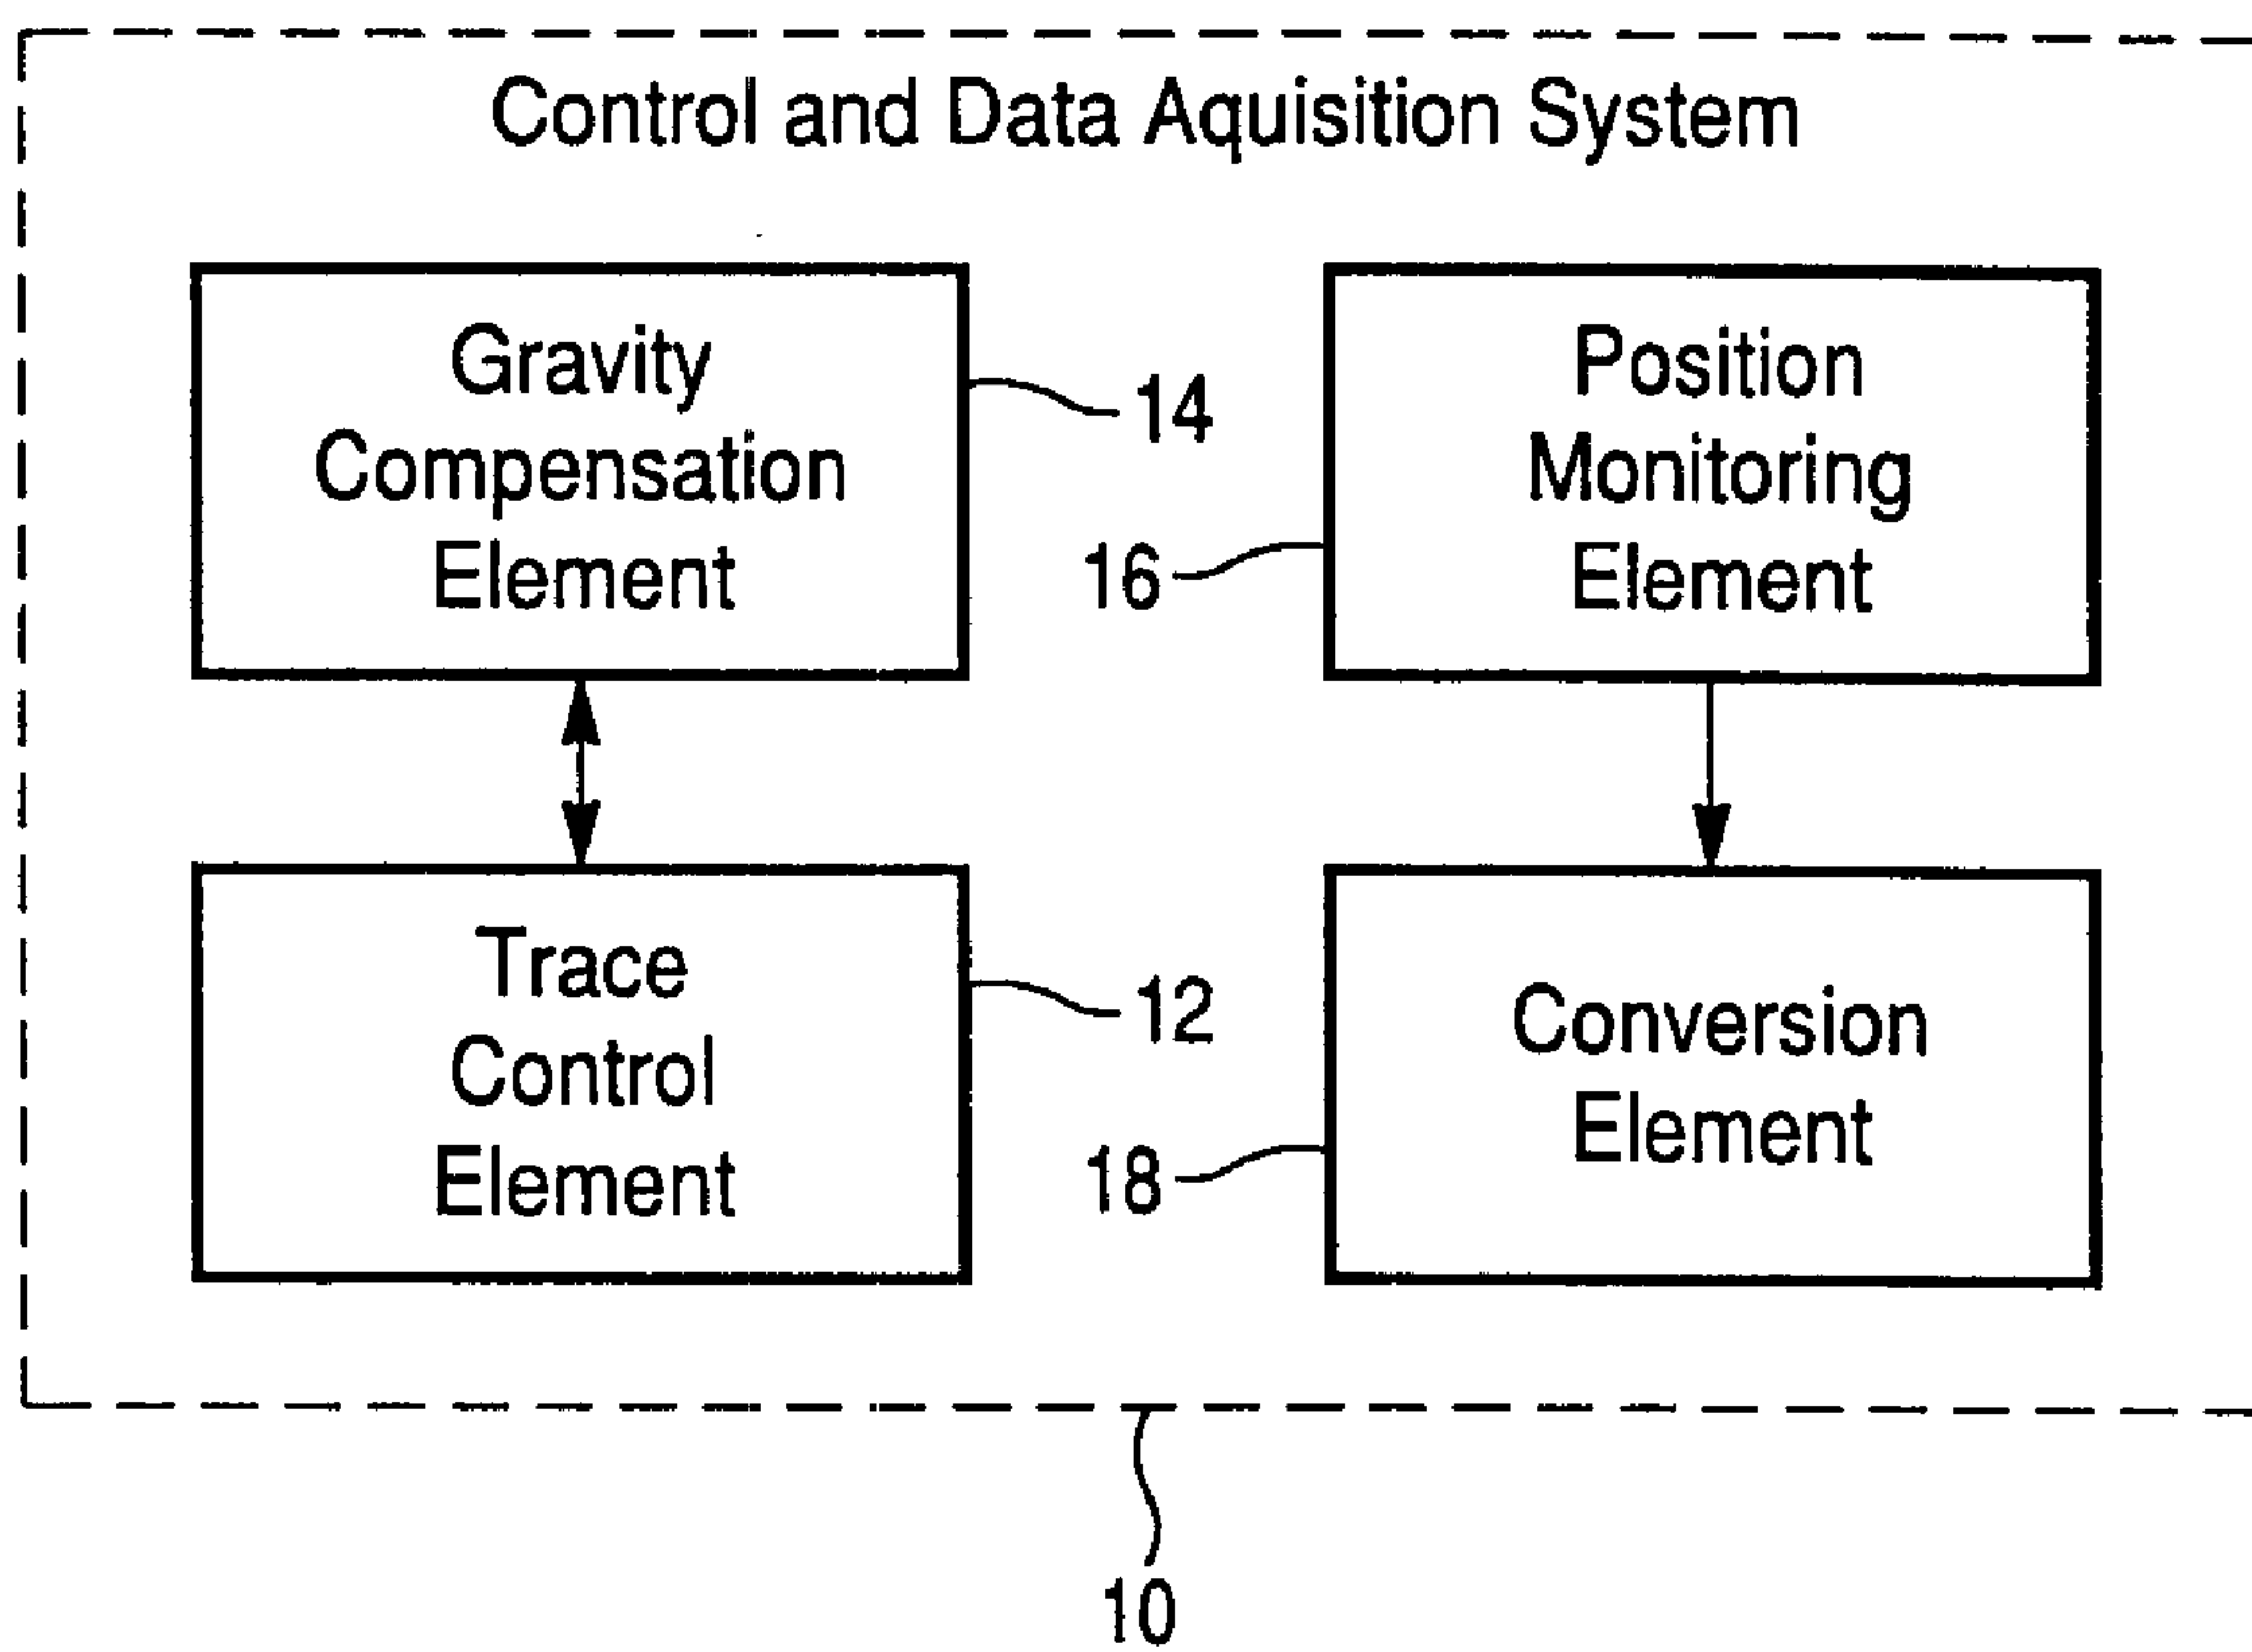 Control and Data Aquisition System
Gravity
Compensation
Element
14
Position
Monitoring
Element
16
Trace
Control
Element
12
Conversion
Element
18
10